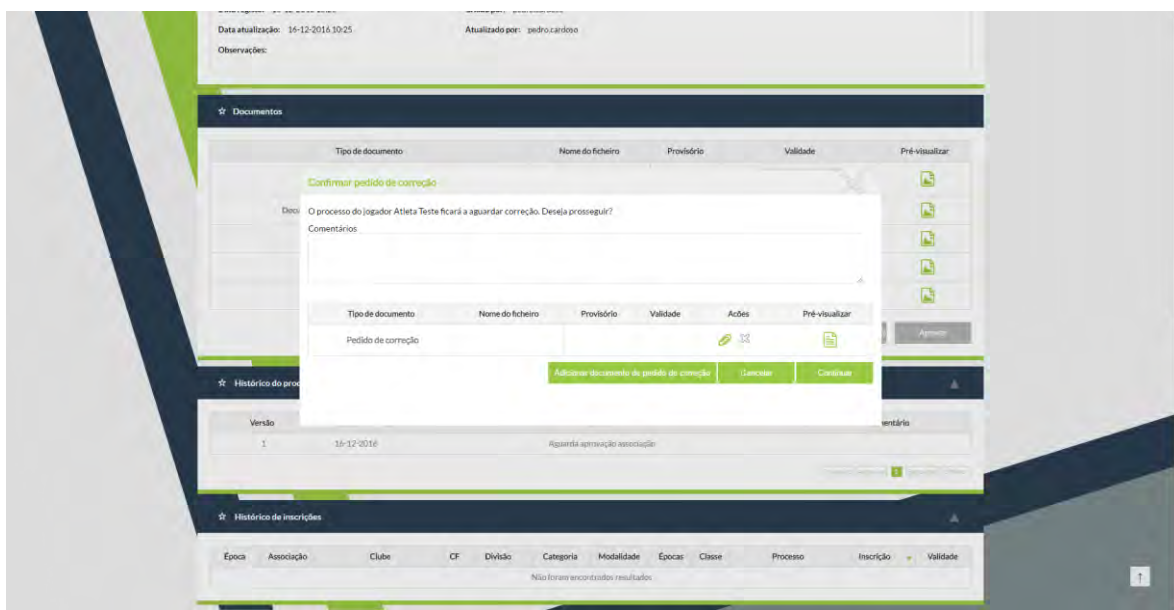 Data atualização: 16-12-2016 10:25 Atualizado por: pedro.cardoso
Observações:
Documentos
Tipo de documento Nome do ficheiro Provisório Validade Pré-visualizar
Confirmar pedido de correção
O processo do jogador Atleta Teste ficará a aguardar correção. Deseja prosseguir?
Comentários
Tipo de documento Nome do ficheiro Provisório Validade Acões Pré-visualizar
Pedido de correção
Aprovar
Adicionar documento de pedido de correção Cancelar Continuar
Histórico do proc
Versão entário
1 16-12-2016 Aguarda aprovação associação
1
Histórico de inscrições
Época Associação Clube CF Divisão Categoria Modalidade Épocas Classe Processo Inscrição Validade
Não foram encontrados resultados